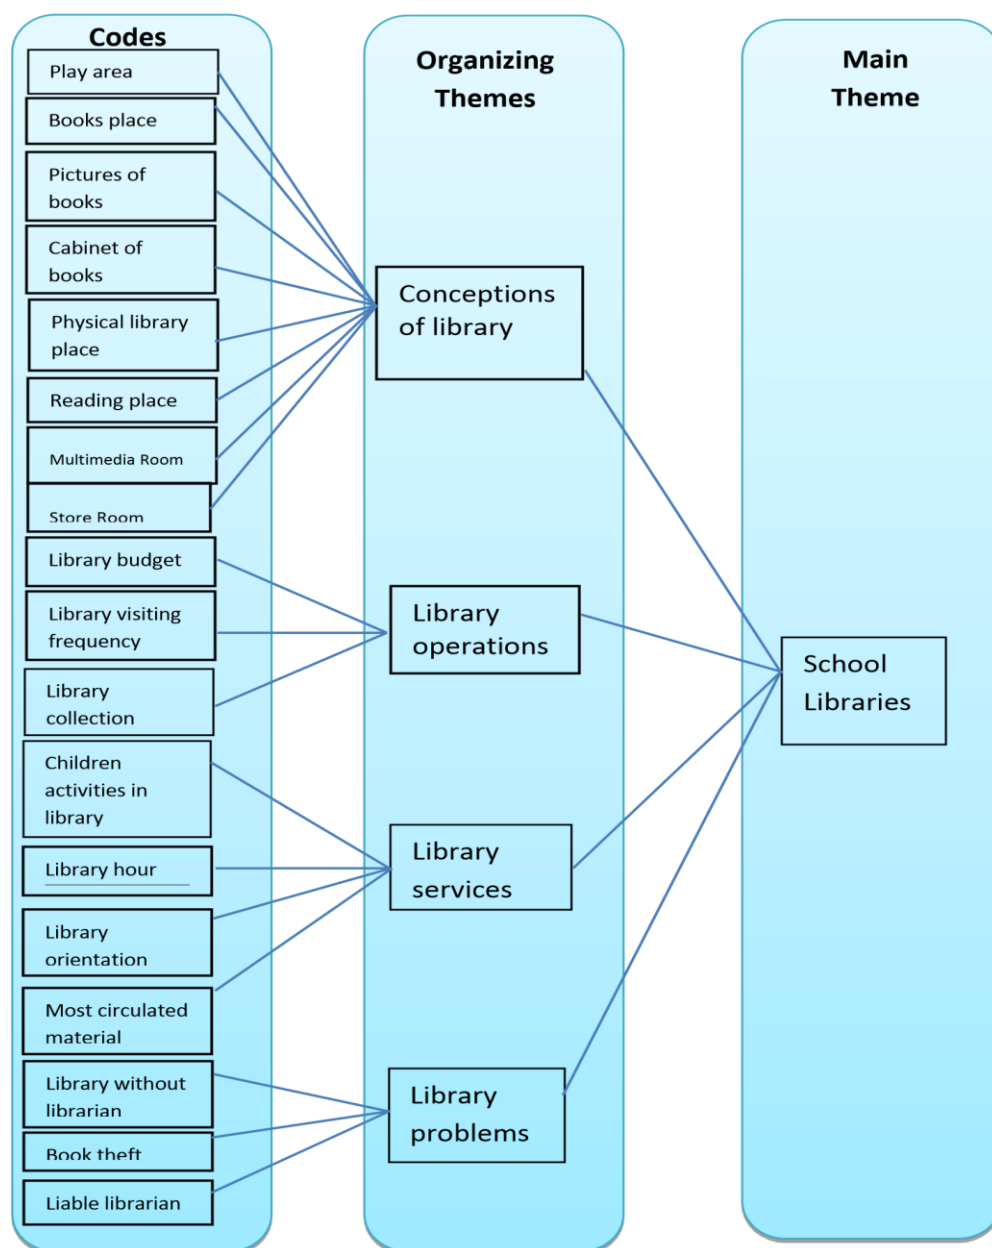 Codes
Play area
Books place
Pictures of
books
Cabinet of
books
Physical library
place
Reading place
Multimedia Room
Store Room
Library budget
Library visiting
frequency
Library
collection
Children
activities in
library
Library hour
Library
orientation
Most circulated
material
Library without
librarian
Book theft
Liable librarian
Organizing
Themes
Conceptions
of library
Library
operations
Library
services
Library
problems
Main
Theme
School
Libraries